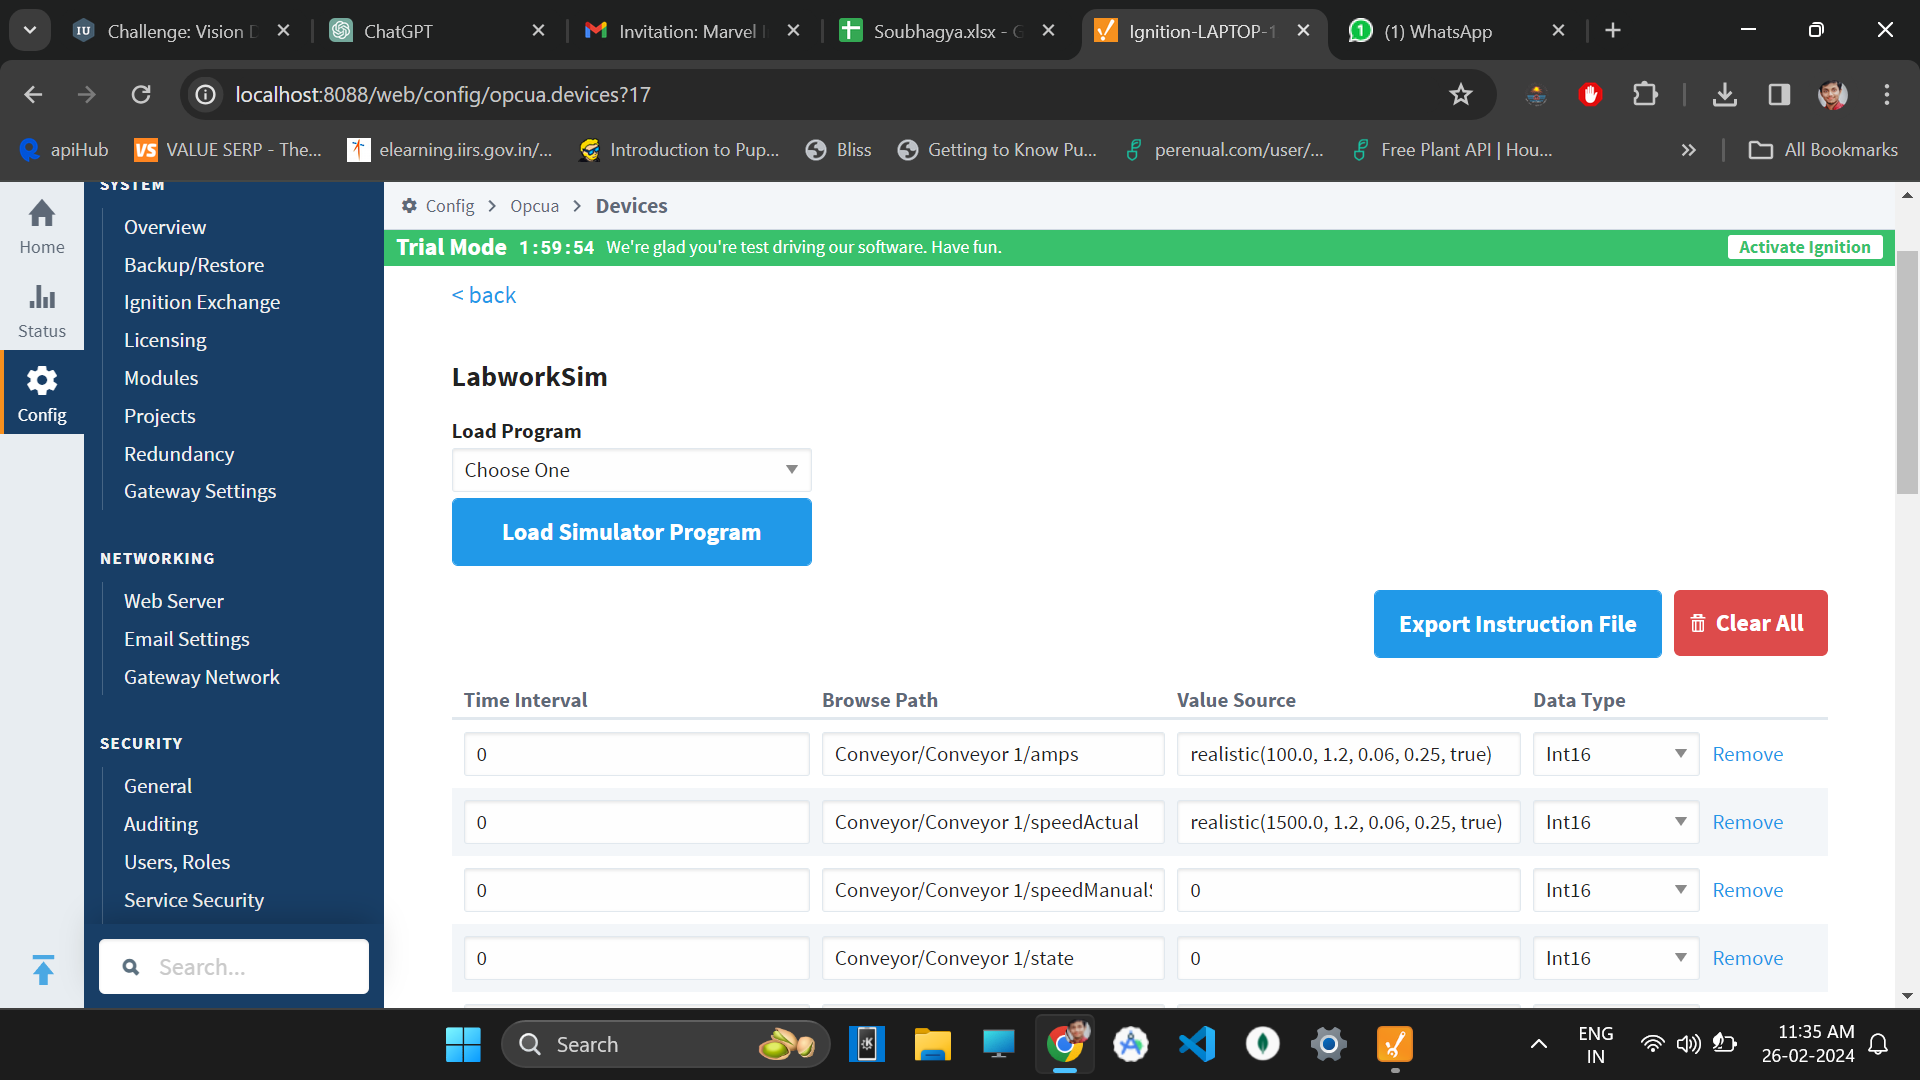 Challenge: Vision D
ChatGPT
Invitation: Marvel
Soubhagya.xlsx - G
Ignition-LAPTOP-1
(1) WhatsApp
localhost:8088/web/config/opcua.devices?17
apiHub
VALUE SERP - The...
elearning.iirs.gov.in/...
Introduction to Pup...
Bliss
Getting to Know Pu...
perenual.com/user/...
Free Plant API | Hou...
All Bookmarks
Home
Status
Config
SYSTEM
Overview
Backup/Restore
Ignition Exchange
Licensing
Modules
Projects
Redundancy
Gateway Settings
NETWORKING
Web Server
Email Settings
Gateway Network
SECURITY
General
Auditing
Users, Roles
Service Security
Search...
Config > Opcua > Devices
Trial Mode 1:59:54 We're glad you're test driving our software. Have fun.
Activate Ignition
< back
LabworkSim
Load Program
Choose One
Load Simulator Program
Export Instruction File
Clear All
Time Interval Browse Path Value Source Data Type
0 Conveyor/Conveyor 1/amps realistic(100.0, 1.2, 0.06, 0.25, true) Int16 Remove
0 Conveyor/Conveyor 1/speedActual realistic(1500.0, 1.2, 0.06, 0.25, true) Int16 Remove
0 Conveyor/Conveyor 1/speedManualS 0 Int16 Remove
0 Conveyor/Conveyor 1/state 0 Int16 Remove
Search
ENG
IN
11:35 AM
26-02-2024